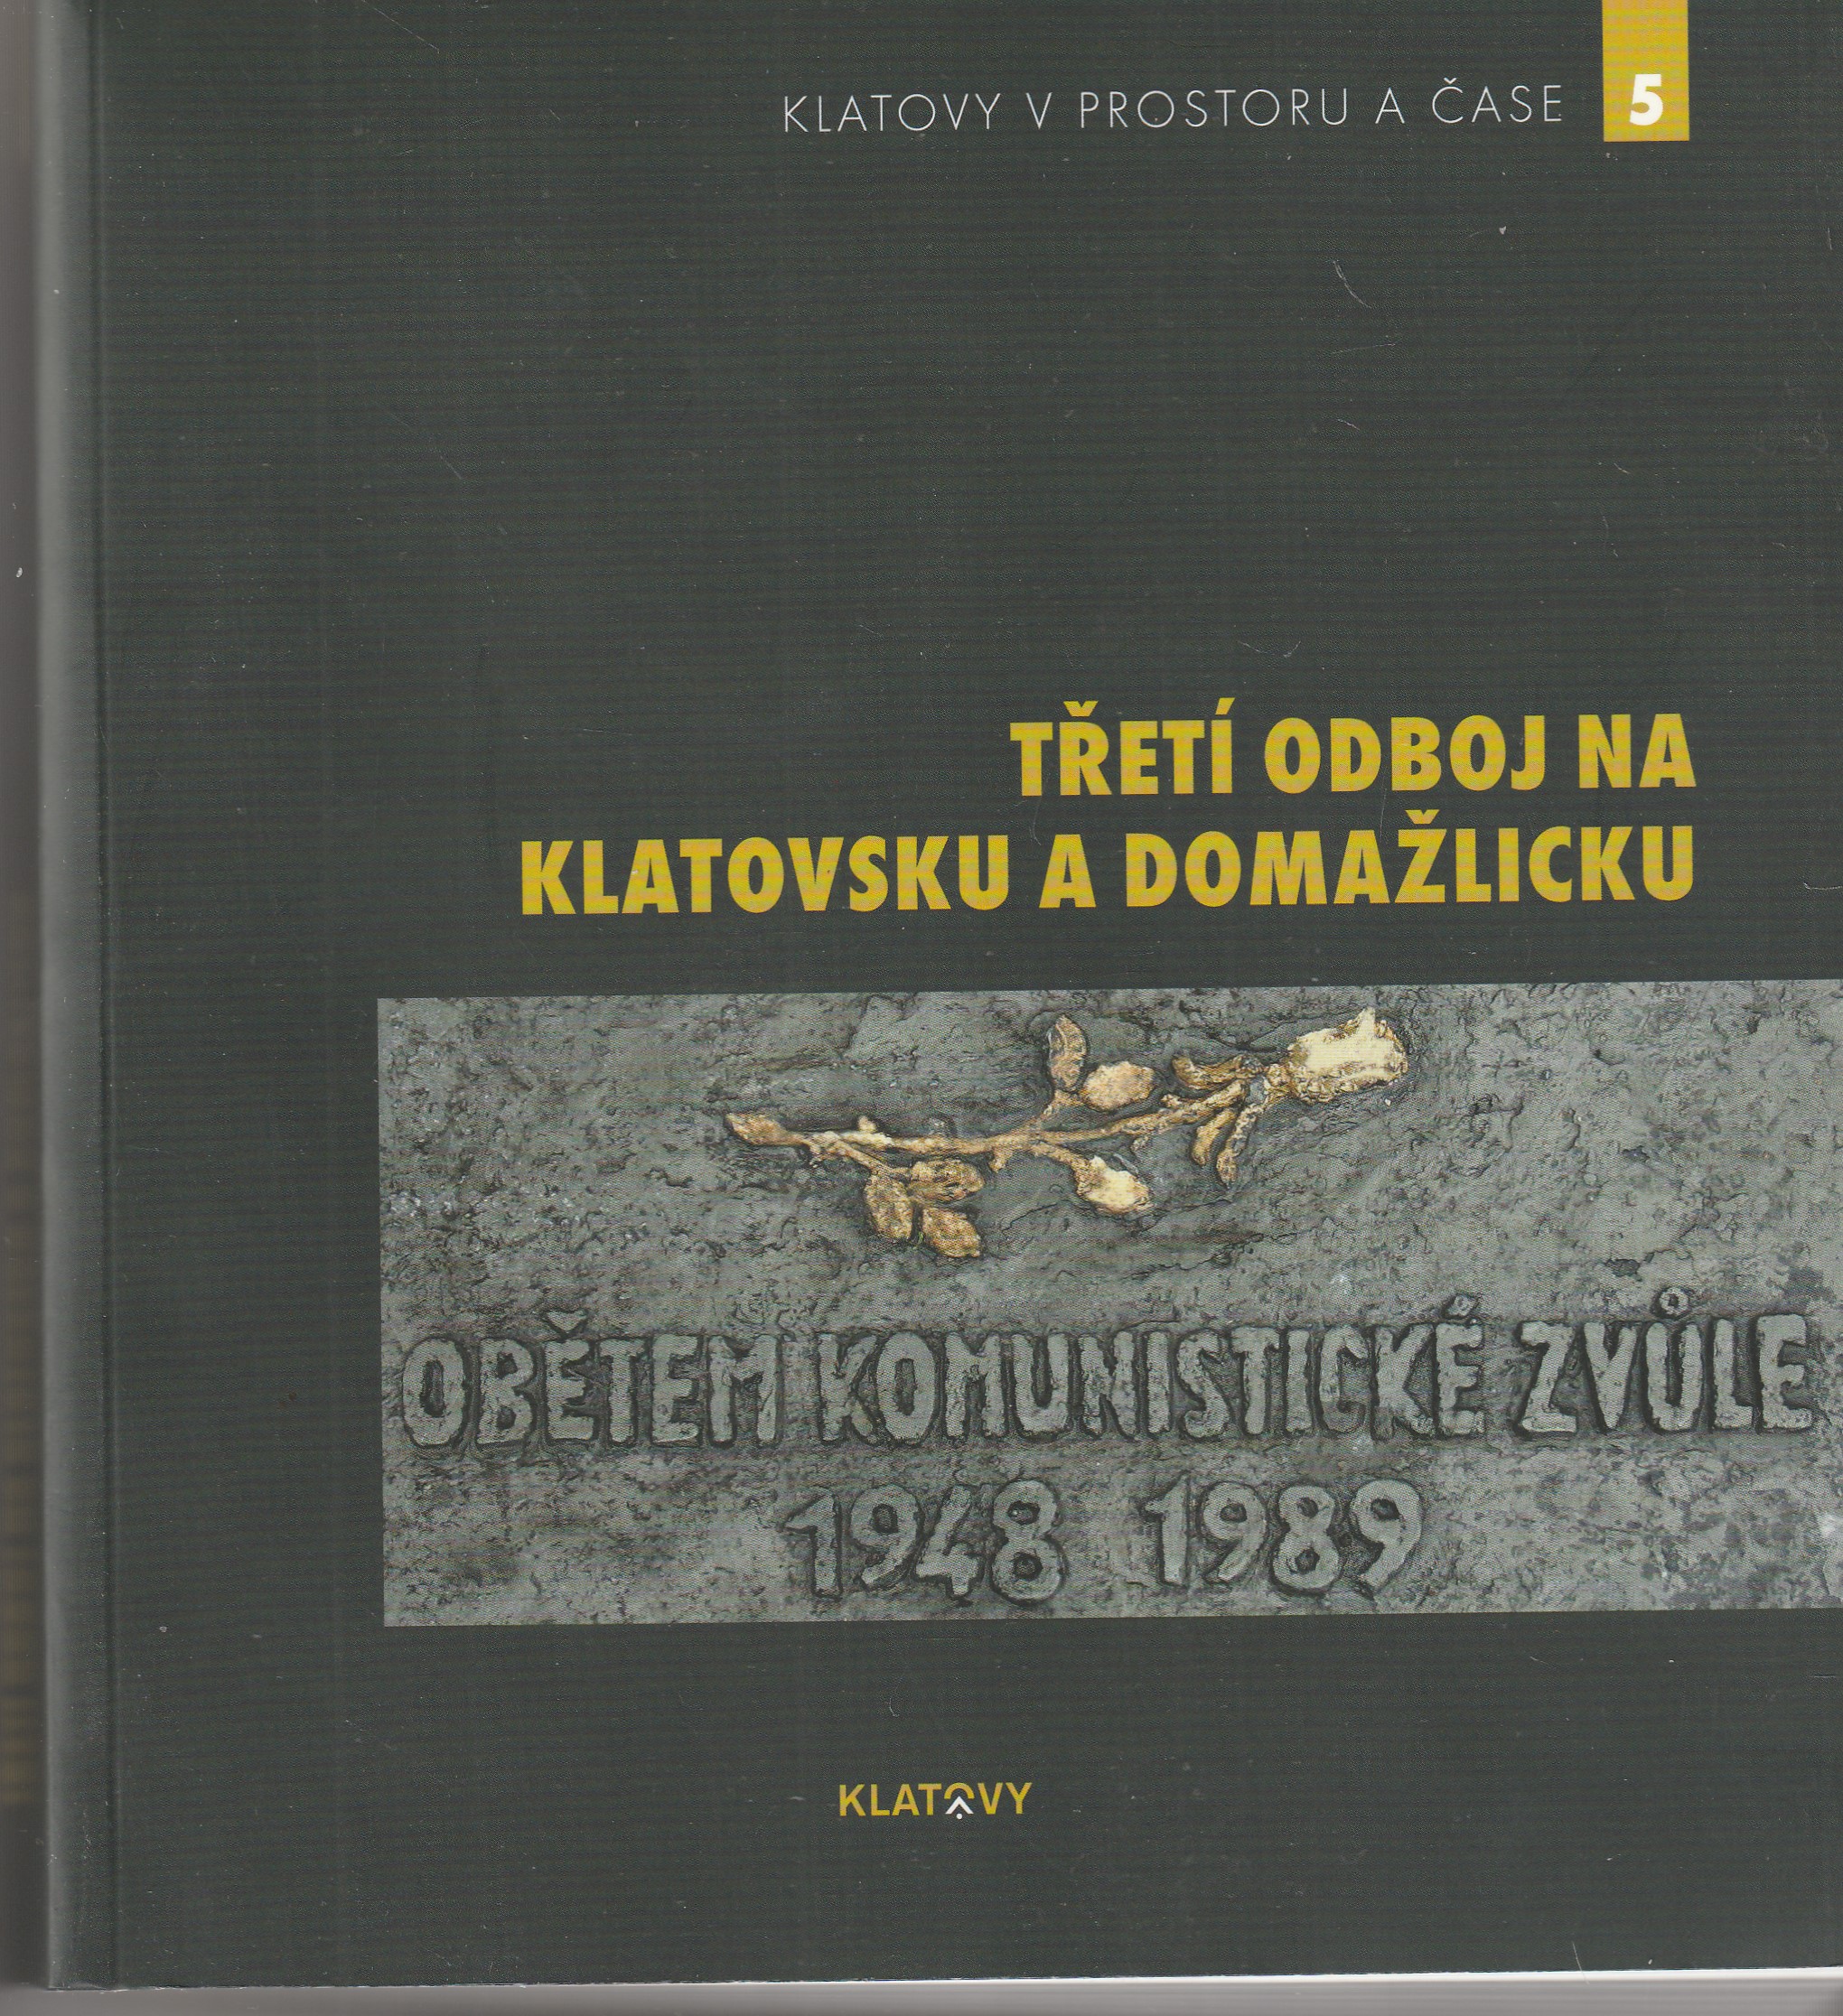 KLATOVY V PROSTORU A ČASE 5
TŘETÍ ODBOJ NA
KLATOVSKU A DOMAŽLICKU
OBĚTEM KOMUNISTICKÉ ZVŮLE
1948 1989
KLATOVY